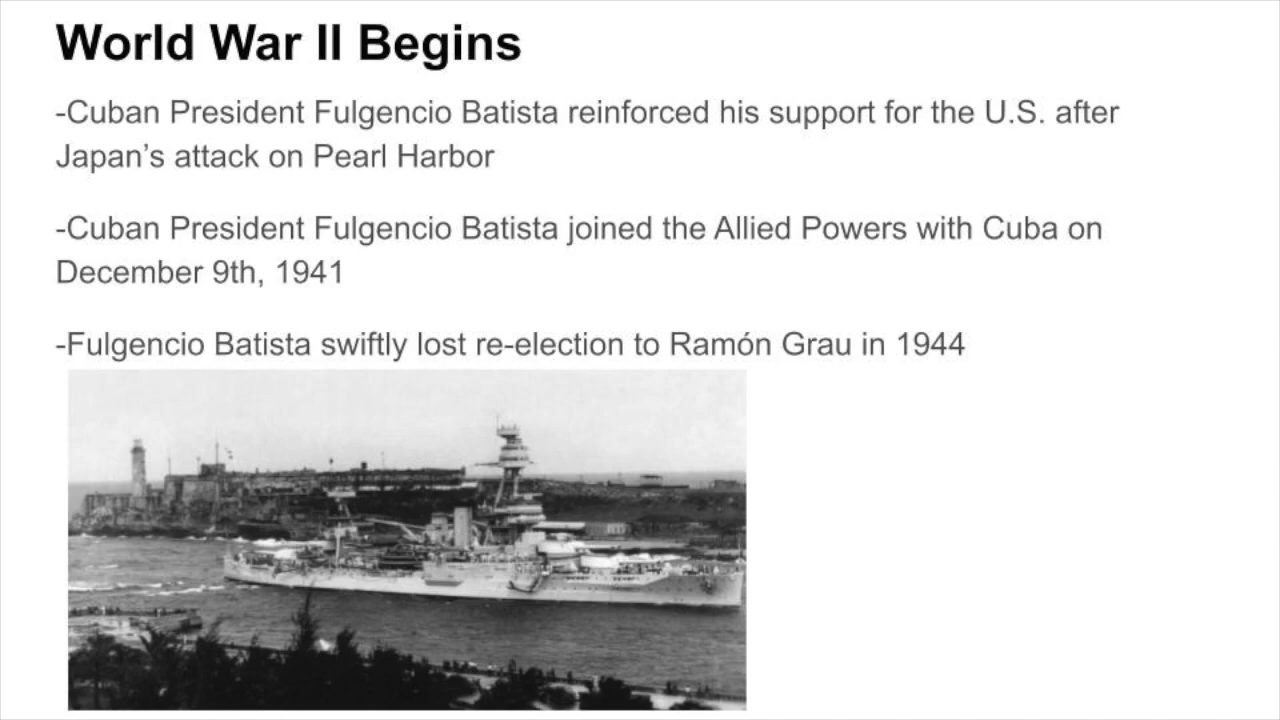 World War II Begins
-Cuban President Fulgencio Batista reinforced his support for the U.S. after
Japan’s attack on Pearl Harbor
-Cuban President Fulgencio Batista joined the Allied Powers with Cuba on
December 9th, 1941
-Fulgencio Batista swiftly lost re-election to Ramón Grau in 1944